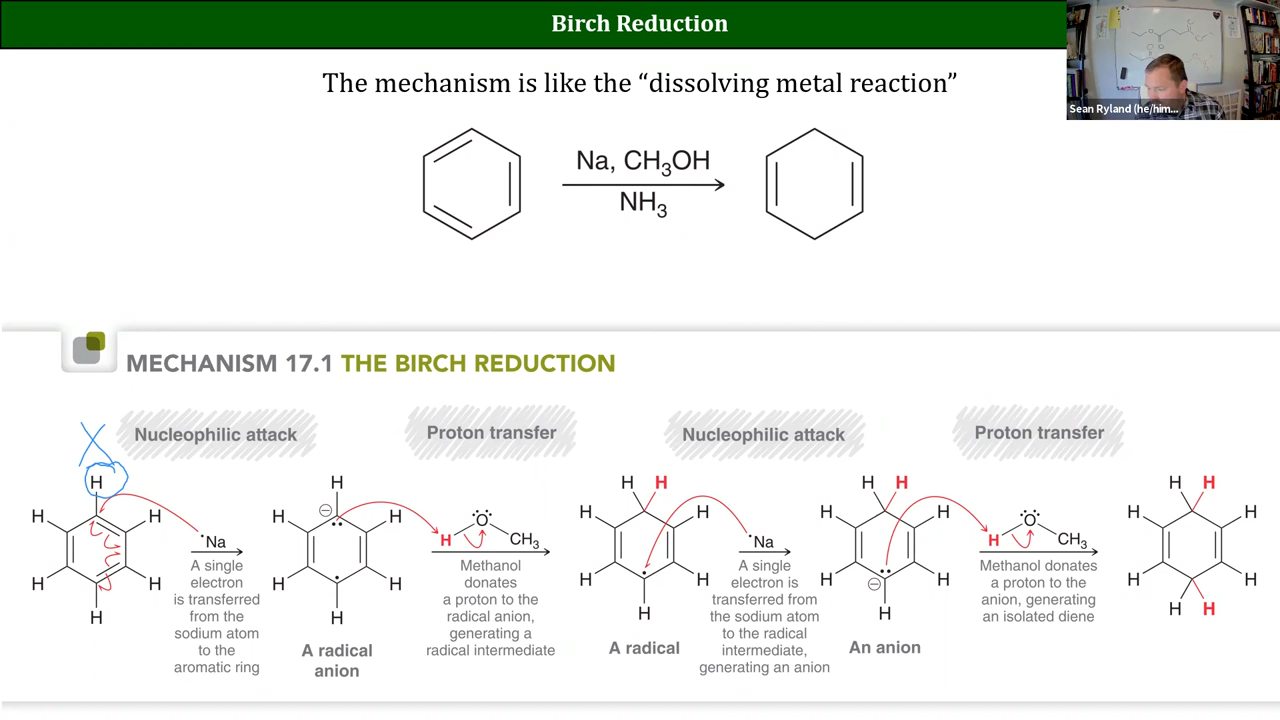 Birch Reduction
Sean Ryland (he/him...
The mechanism is like the “dissolving metal reaction”
Na, CH3OH
NH3
MECHANISM 17.1 THE BIRCH REDUCTION
Nucleophilic attack
Proton transfer
Nucleophilic attack
Proton transfer
X
H
H
H
H
H
H
•Na
A single
electron
is transferred
from the
sodium atom
to the
aromatic ring
H
⊖
••
H
H
•
H
H
H
A radical
anion
H
O
CH3
Methanol
donates
a proton to the
radical anion,
generating a
radical intermediate
H H
H
H
•
H
H
H
A radical
•Na
A single
electron is
transferred from
the sodium atom
to the radical
intermediate,
generating an anion
H H
H
H
••
⊖
H
H
H
An anion
H
O
CH3
Methanol donates
a proton to the
anion, generating
an isolated diene
H H
H
H
H
H
H H